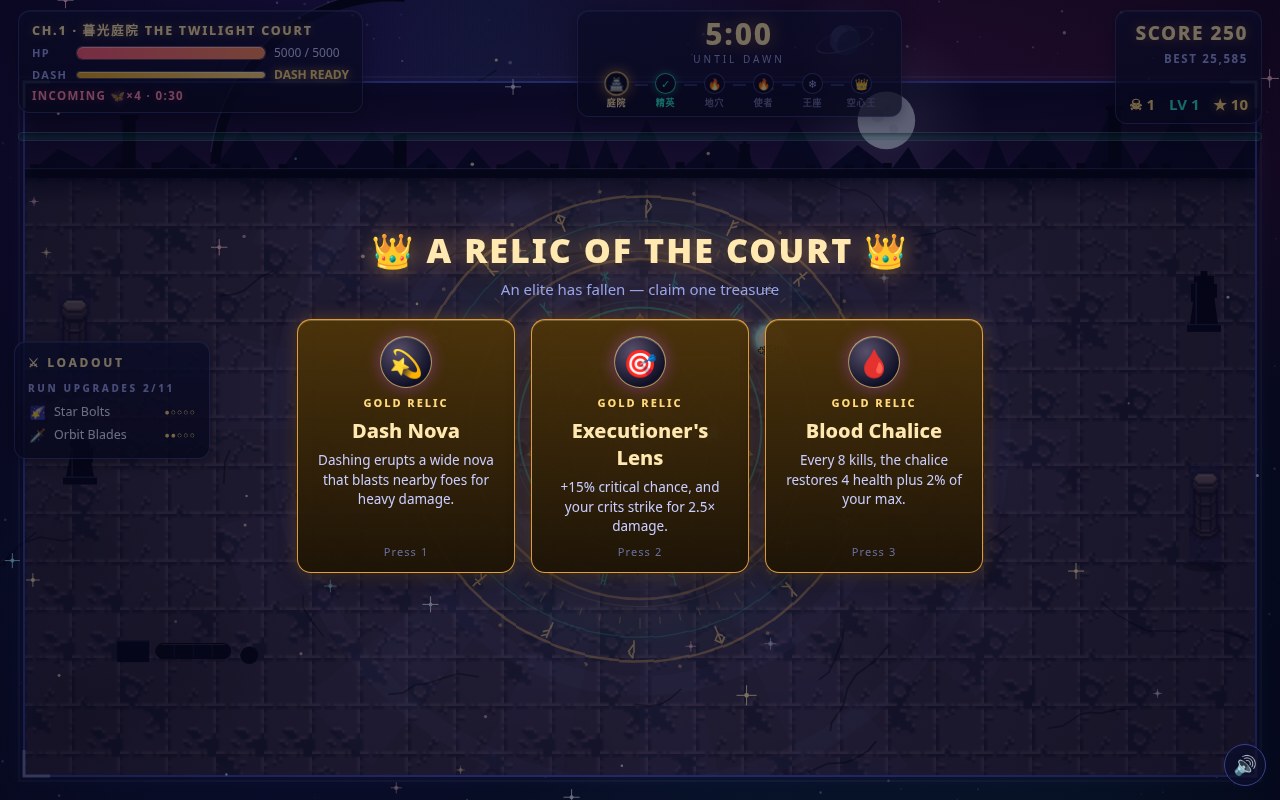 CH.1 · 暮光庭院 THE TWILIGHT COURT
HP 5000 / 5000
DASH DASH READY
INCOMING 🦋×4 · 0:30
5:00
UNTIL DAWN
庭院 精英 地穴 使者 王座 空心王
SCORE 250
BEST 25,585
☠ 1 LV 1 ★ 10
👑 A RELIC OF THE COURT 👑
An elite has fallen — claim one treasure
⚔ LOADOUT
RUN UPGRADES 2/11
Star Bolts ●○○○○
Orbit Blades ●●○○○
GOLD RELIC
Dash Nova
Dashing erupts a wide nova
that blasts nearby foes for
heavy damage.
Press 1
GOLD RELIC
Executioner's
Lens
+15% critical chance, and
your crits strike for 2.5×
damage.
Press 2
GOLD RELIC
Blood Chalice
Every 8 kills, the chalice
restores 4 health plus 2% of
your max.
Press 3